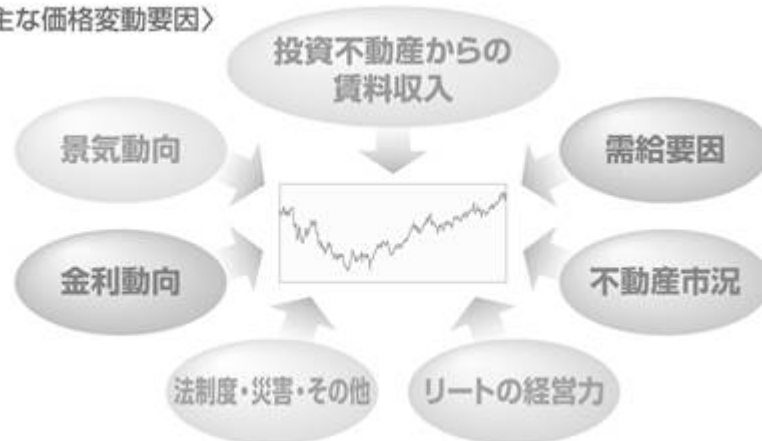 主な価格変動要因〉
投資不動産からの
賃料収入
景気動向
需給要因
金利動向
不動産市況
法制度・災害・その他
リートの経営力